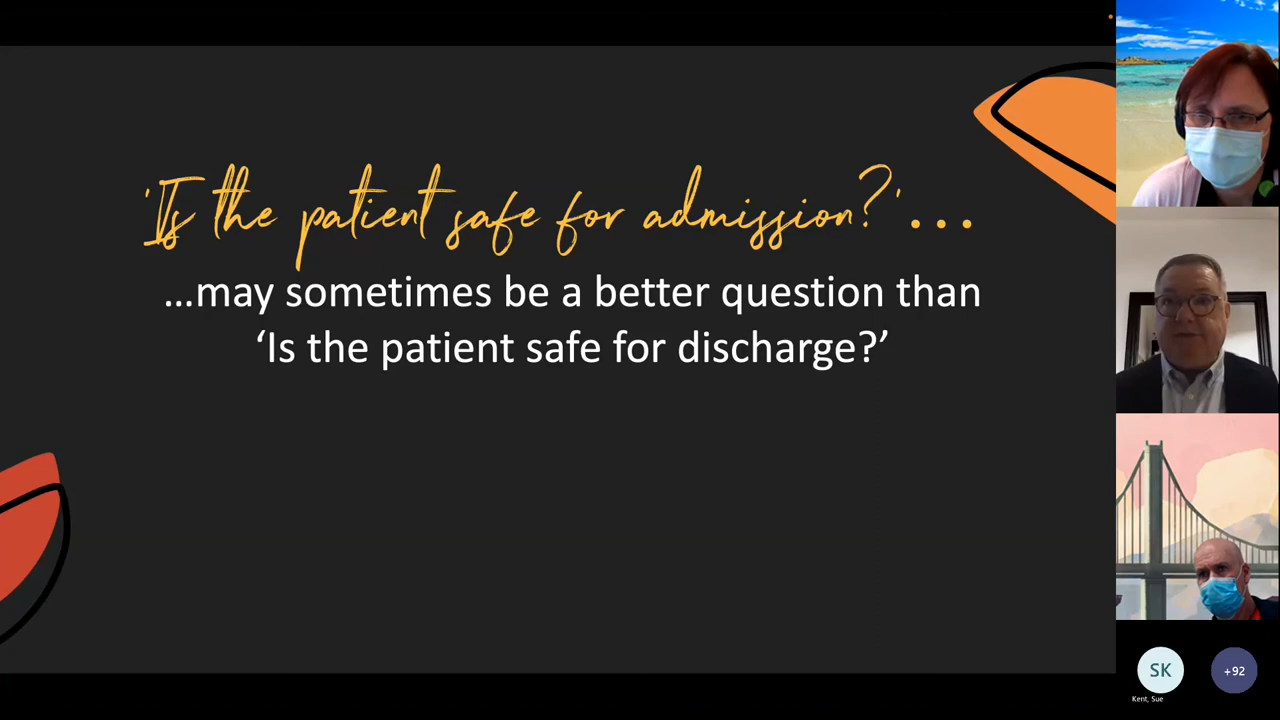 'Is the patient safe for admission?'...
...may sometimes be a better question than
‘Is the patient safe for discharge?’
SK
+92
Kent, Sue